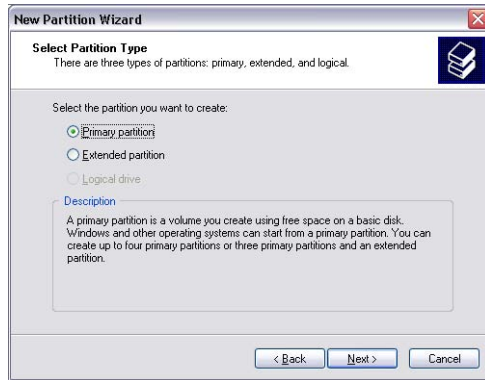 New Partition Wizard
Select Partition Type
There are three types of partitions: primary, extended, and logical.
Select the partition you want to create:
Primary partition
Extended partition
Logical drive
Description
A primary partition is a volume you create using free space on a basic disk.
Windows and other operating systems can start from a primary partition. You can
create up to four primary partitions or three primary partitions and an extended
partition.
< Back
Next >
Cancel